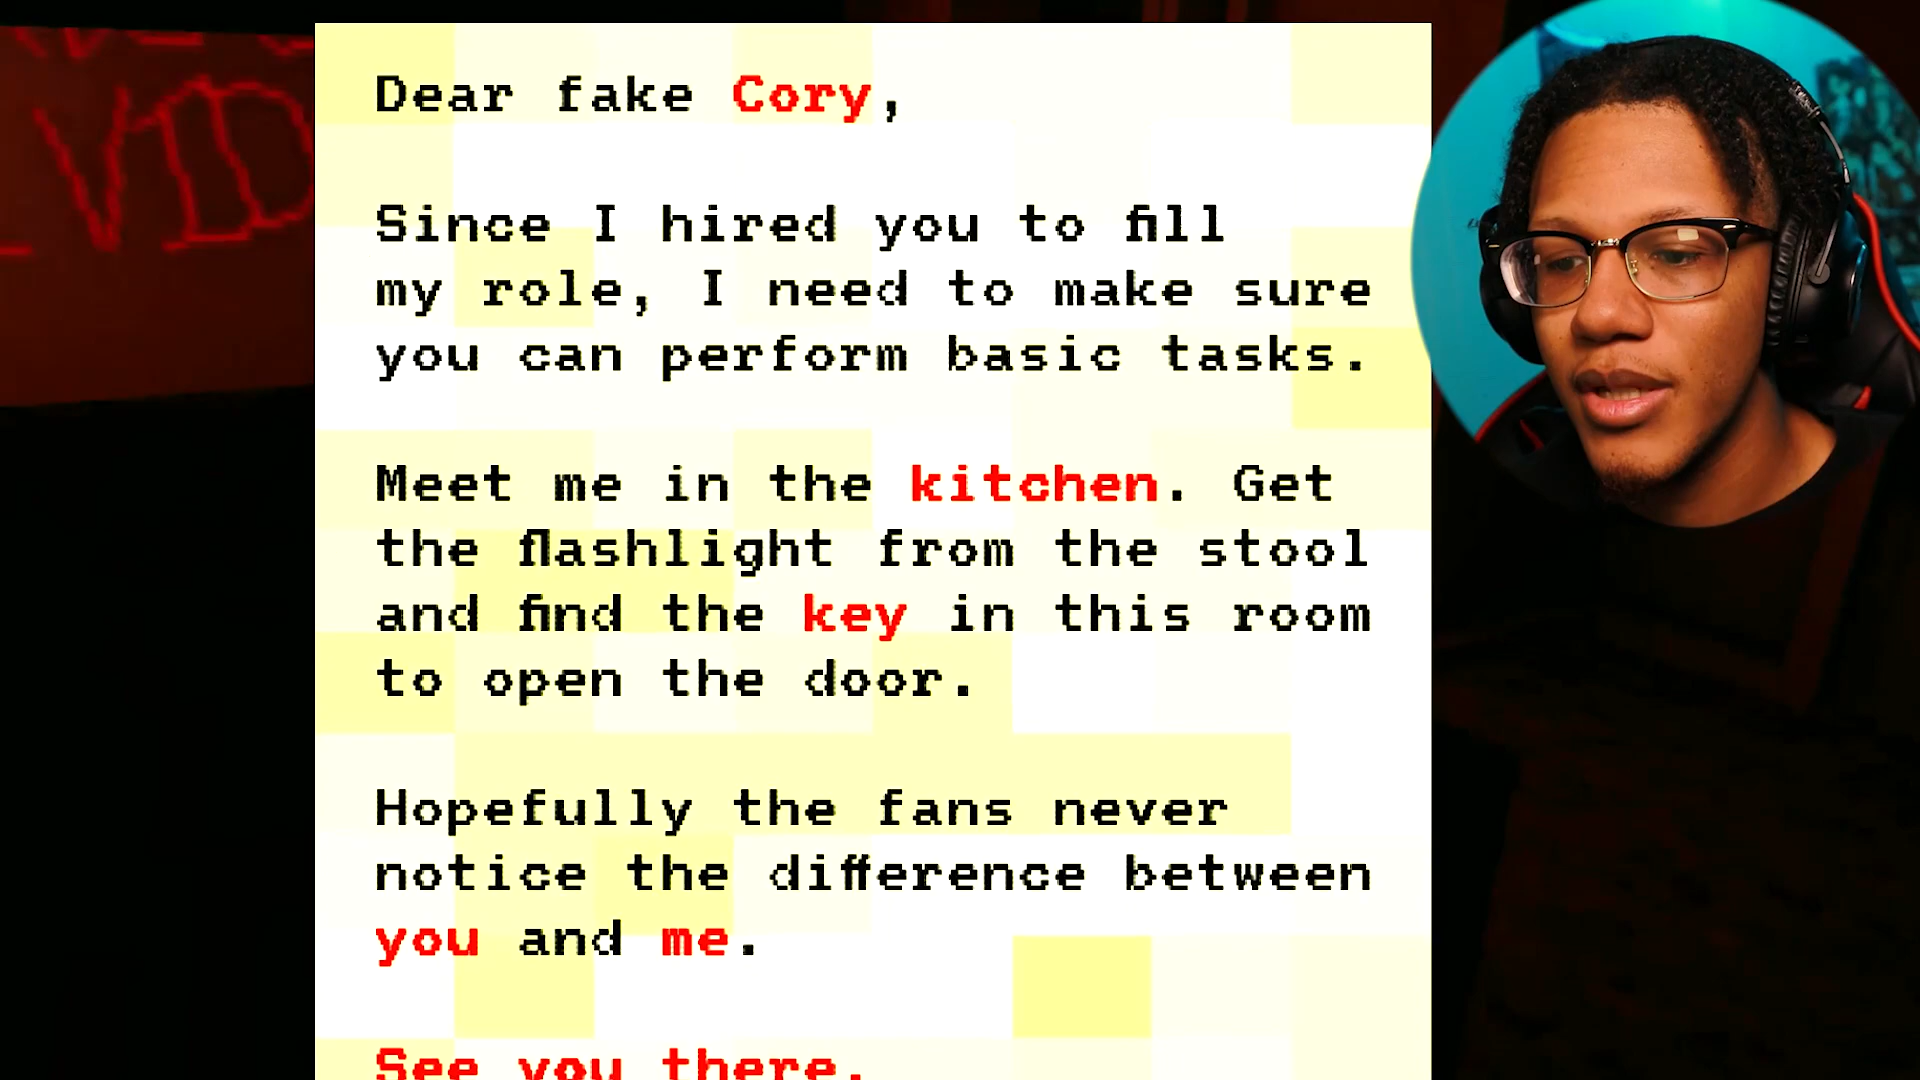 VID
Dear fake Cory,
Since I hired you to fill
my role, I need to make sure
you can perform basic tasks.
Meet me in the kitchen. Get
the flashlight from the stool
and find the key in this room
to open the door.
Hopefully the fans never
notice the difference between
you and me.
See you there.